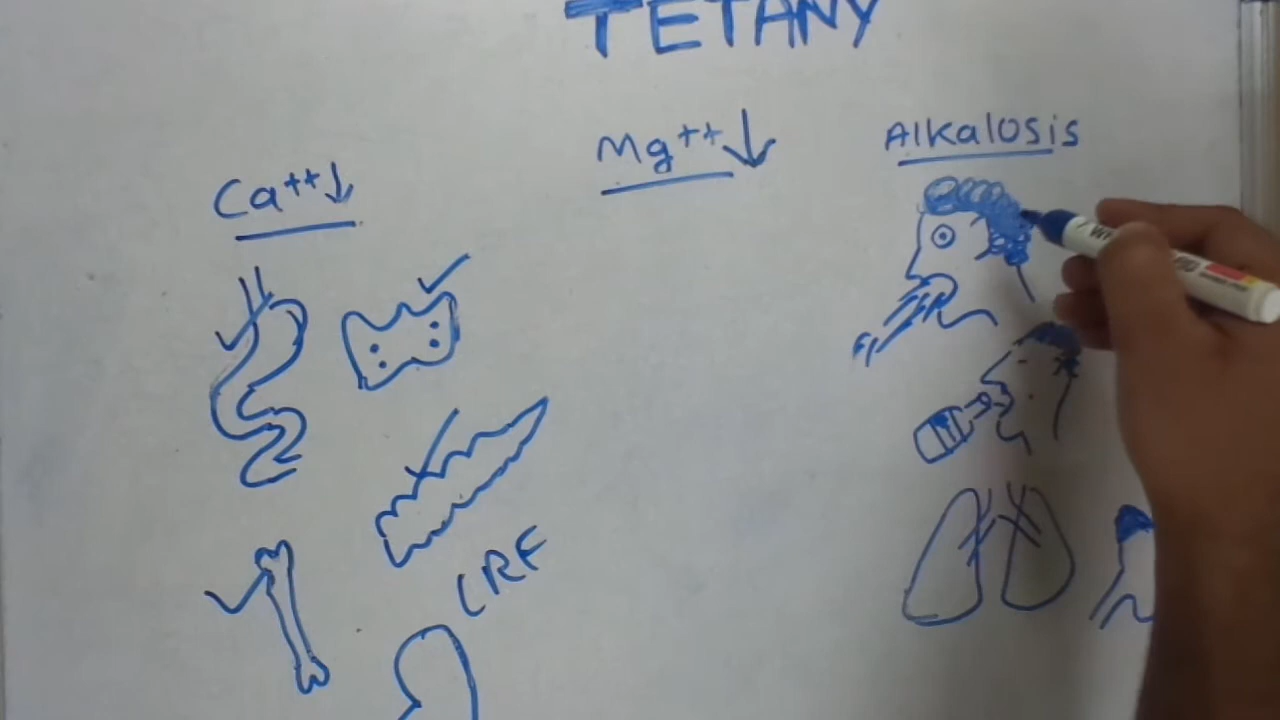 TETANY
Ca++↓
Mg++↓
Alkalosis
CRF